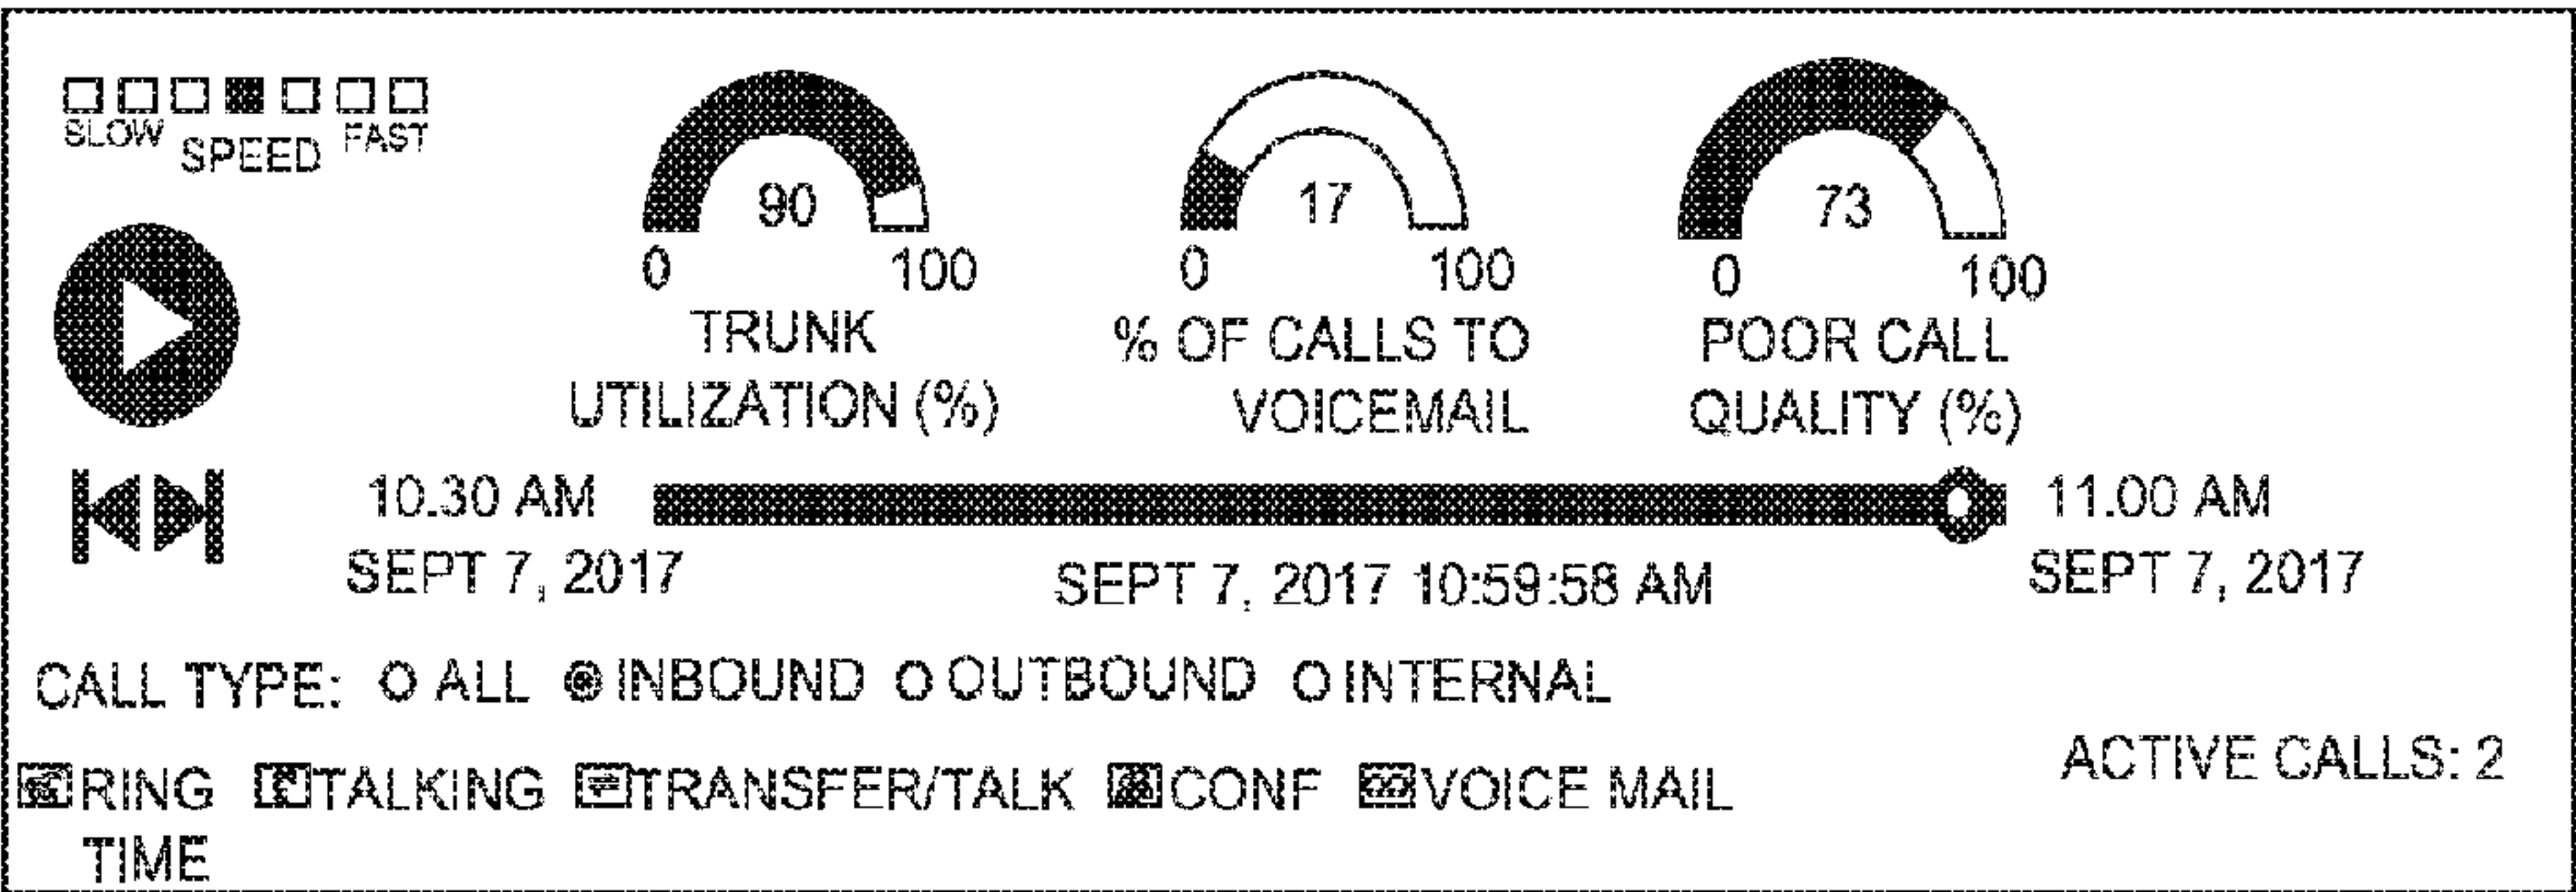 SLOW SPEED FAST
90
0 100
TRUNK
UTILIZATION (%)
17
0 100
% OF CALLS TO
VOICEMAIL
73
0 100
POOR CALL
QUALITY (%)
10.30 AM
SEPT 7, 2017
SEPT 7, 2017 10:59:58 AM
11.00 AM
SEPT 7, 2017
CALL TYPE: ALL INBOUND OUTBOUND INTERNAL
RING TIME TALKING TRANSFER/TALK CONF VOICE MAIL
ACTIVE CALLS: 2